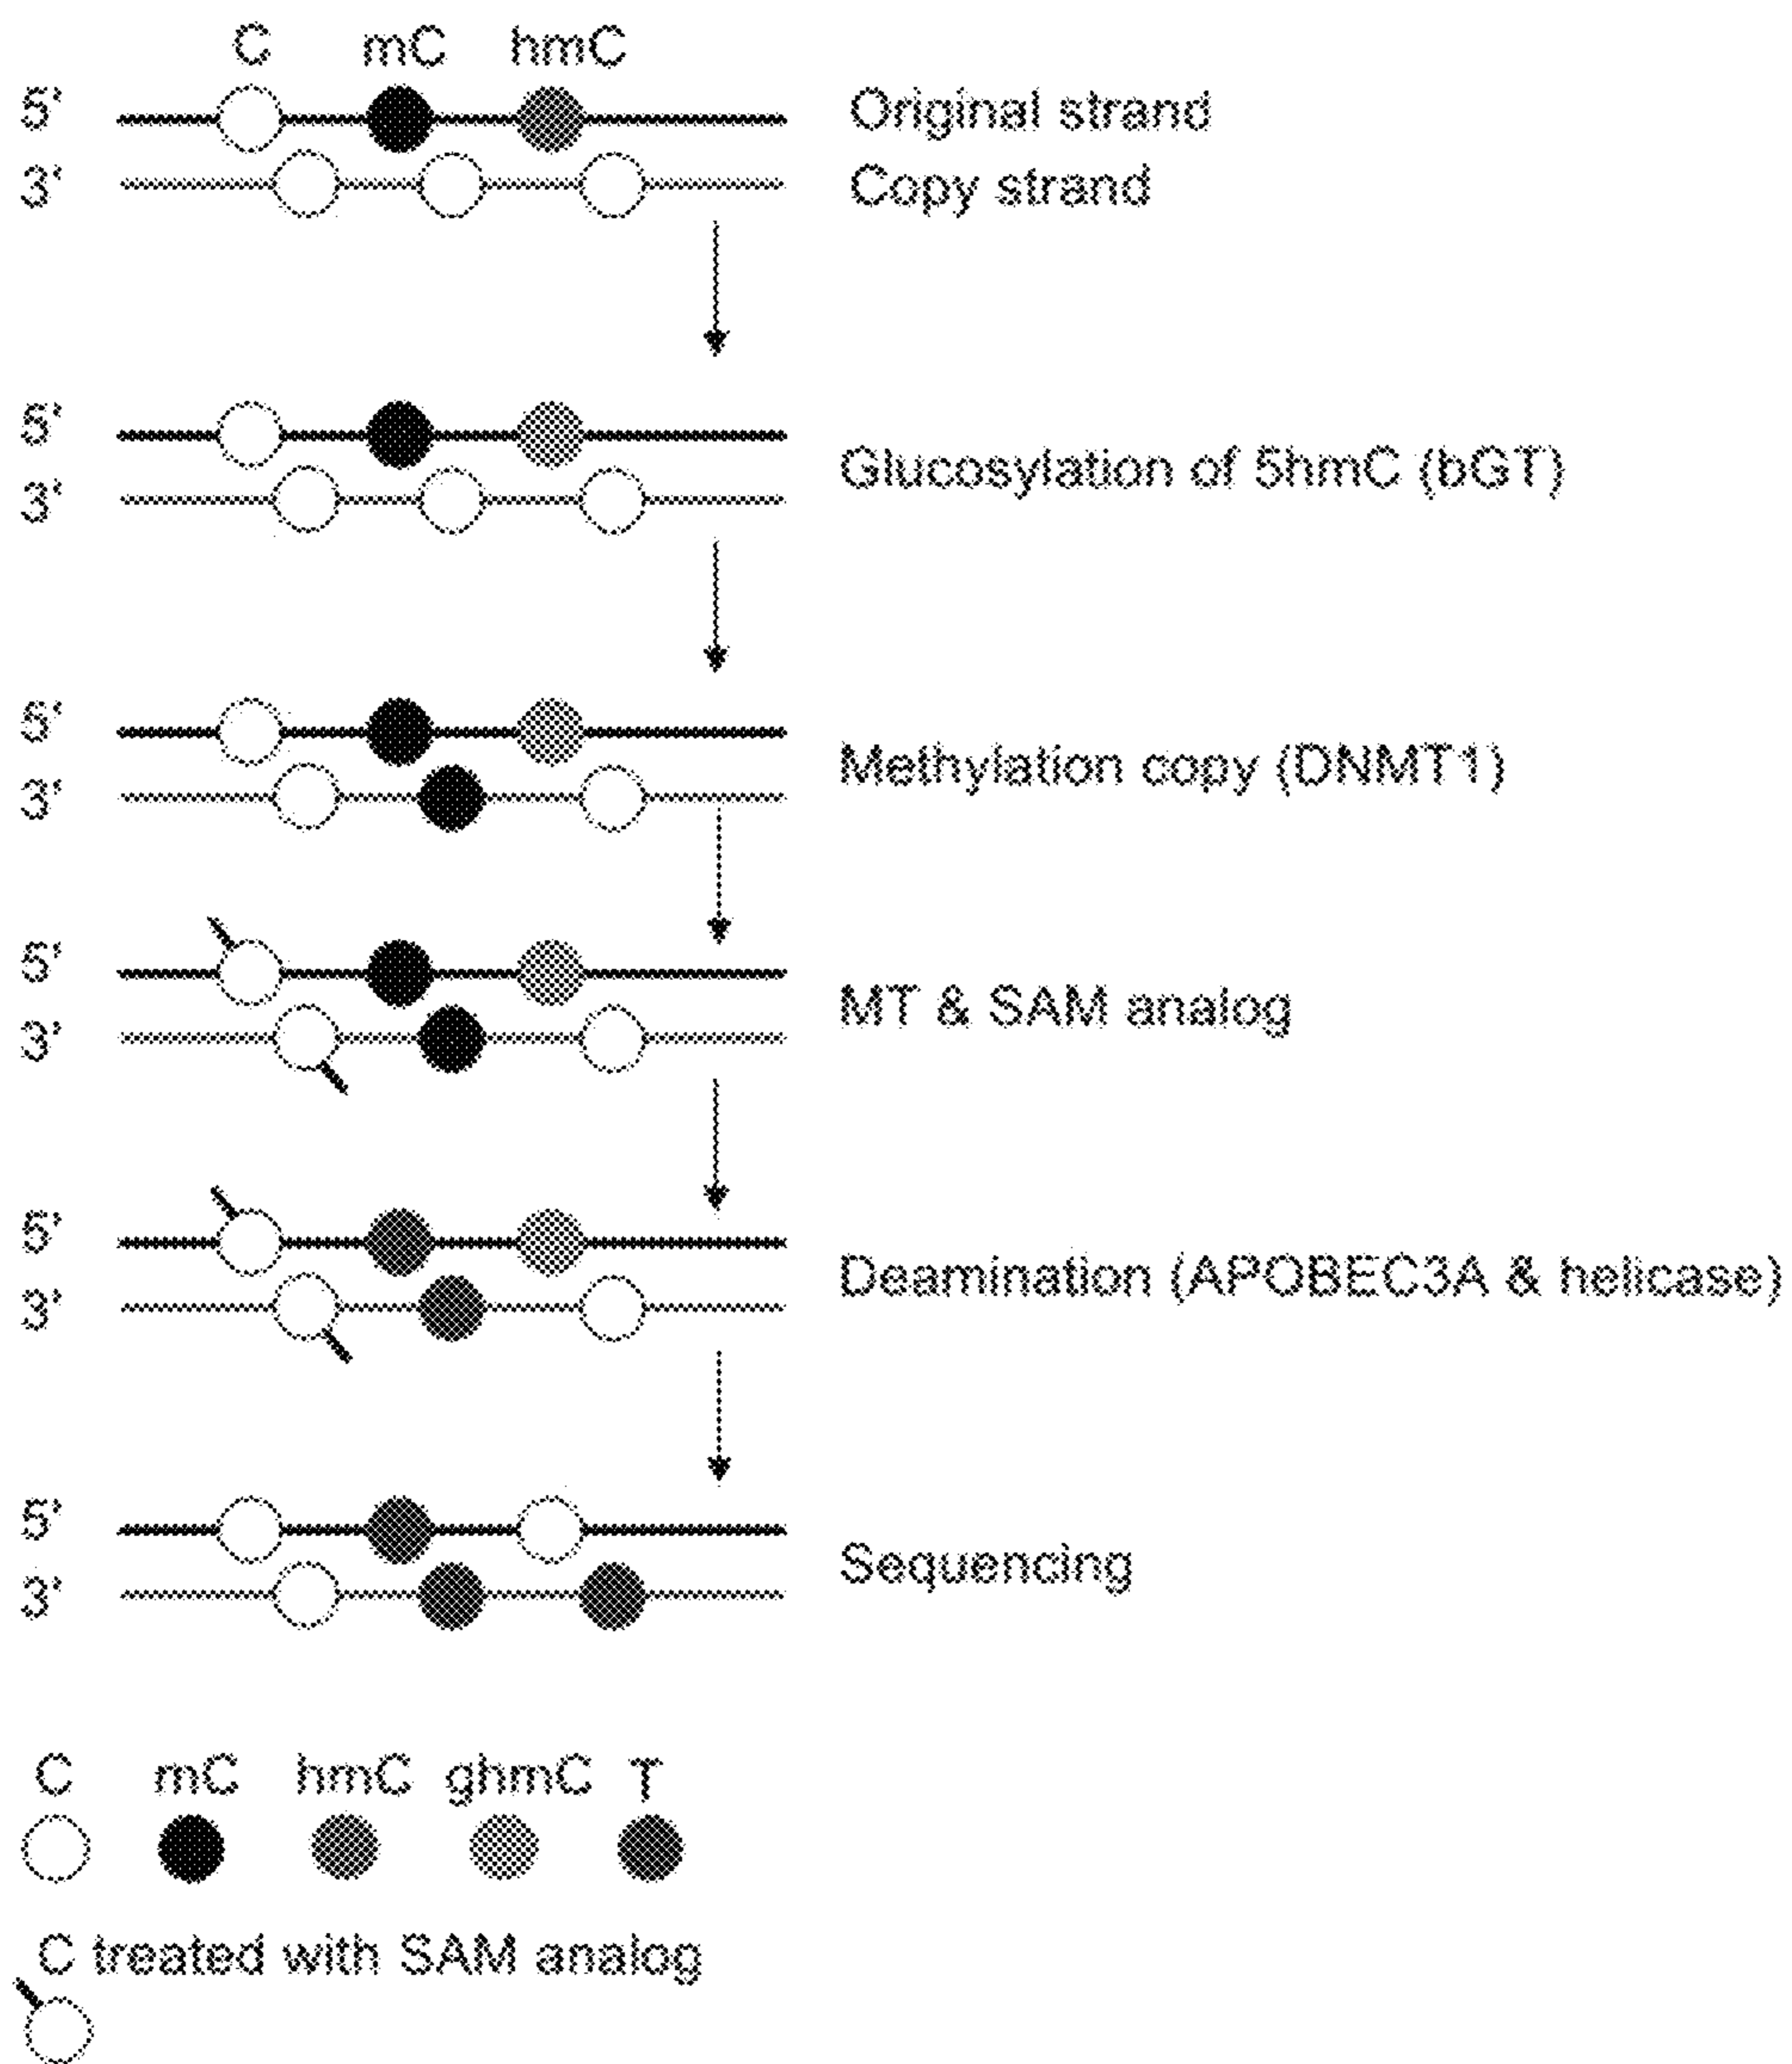 C mC hmC
5' Original strand
3' Copy strand
5'
3' Glucosylation of 5hmC (bGT)
5'
3' Methylation copy (DNMT1)
5'
3' MT & SAM analog
5'
3' Deamination (APOBEC3A & helicase)
5'
3' Sequencing
C mC hmC ghmC T
C treated with SAM analog